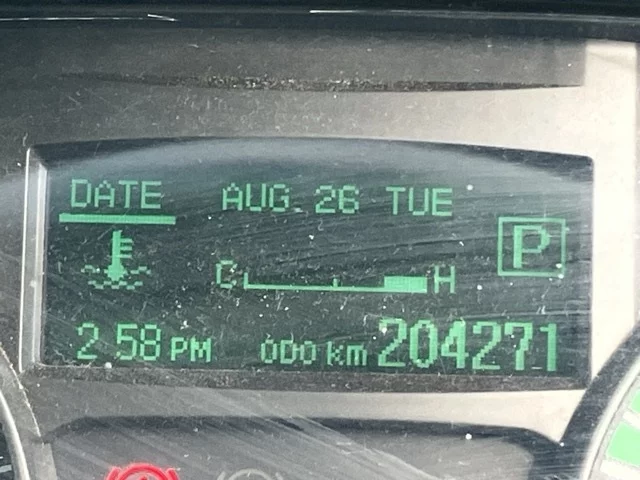 DATE AUG. 26 TUE
P
C H
2 58 PM ODO km 204271